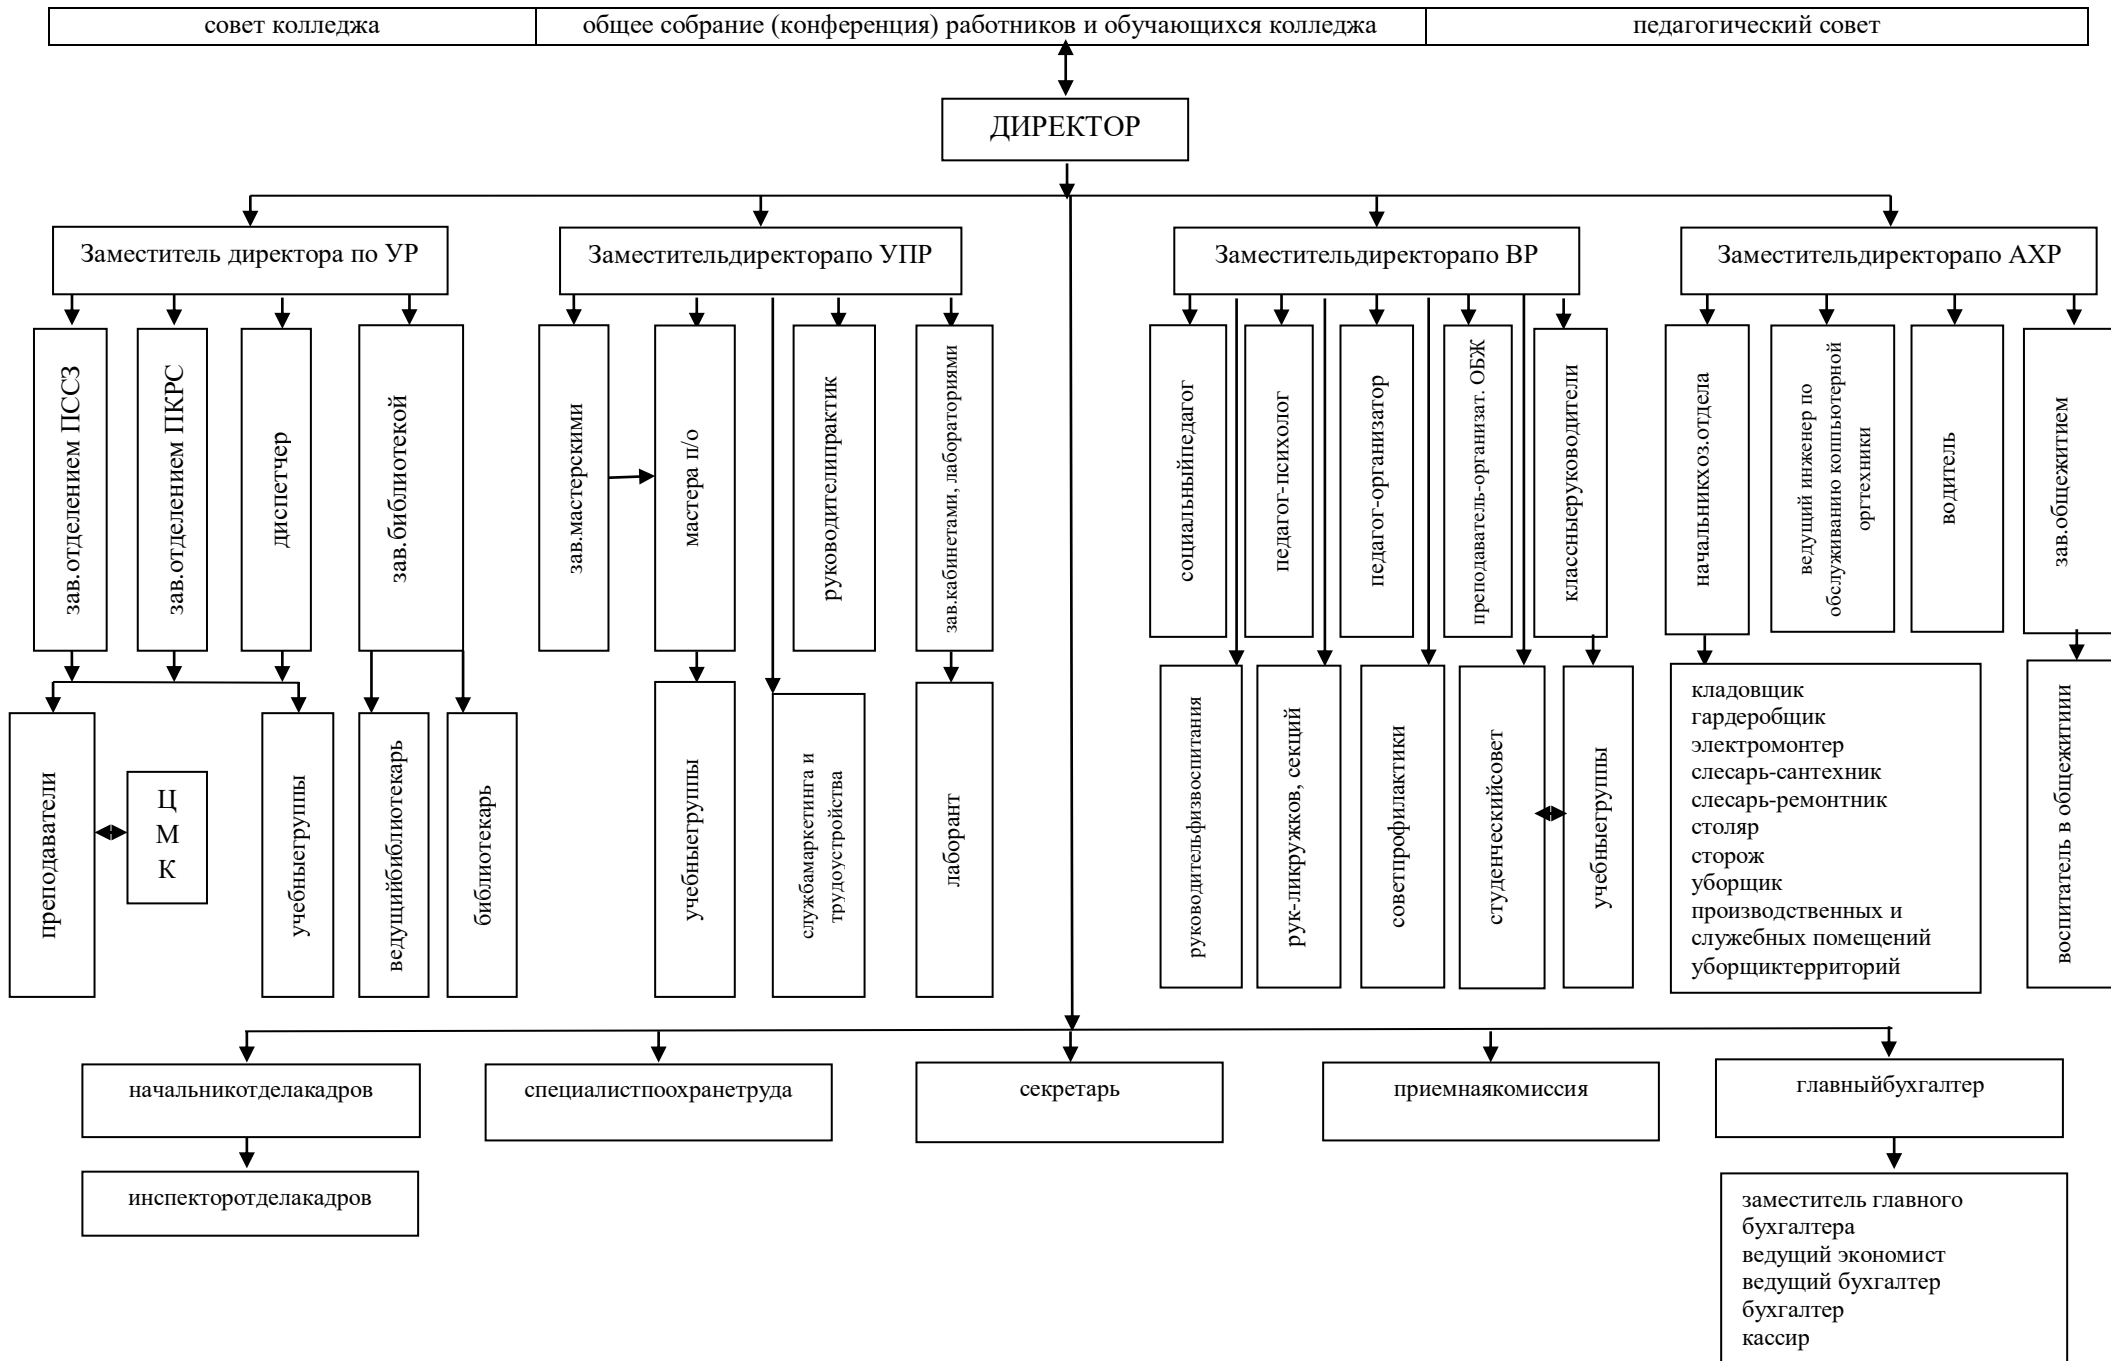 совет колледжа
общее собрание (конференция) работников и обучающихся колледжа
педагогический совет
ДИРЕКТОР
Заместитель директора по УР
Заместительдиректорапо УПР
Заместительдиректорапо ВР
Заместительдиректорапо АХР
зав.отделением ПССЗ
зав.отделением ПКРС
диспетчер
зав.библиотекой
зав.мастерскими
мастера п/о
руководителипрактик
зав.кабинетами, лабораториями
социальныйпедагог
педагог-психолог
педагог-организатор
преподаватель-организат. ОБЖ
классныеруководители
начальникхоз.отдела
ведущий инженер по
обслуживанию коппьютерной
оргтехники
водитель
зав.общежитием
преподаватели
Ц
М
К
учебныегруппы
ведущийбиблиотекарь
библиотекарь
учебныегруппы
службамаркетинга и
трудоустройства
лаборант
руководительфизвоспитания
рук-ликружков, секций
советпрофилактики
студенческийсовет
учебныегруппы
кладовщик
гардеробщик
электромонтер
слесарь-сантехник
слесарь-ремонтник
столяр
сторож
уборщик
производственных и
служебных помещений
уборщиктерриторий
воспитатель в общежитиии
начальникотделакадров
специалистпоохранетруда
секретарь
приемнаякомиссия
главныйбухгалтер
инспекторотделакадров
заместитель главного
бухгалтера
ведущий экономист
ведущий бухгалтер
бухгалтер
кассир